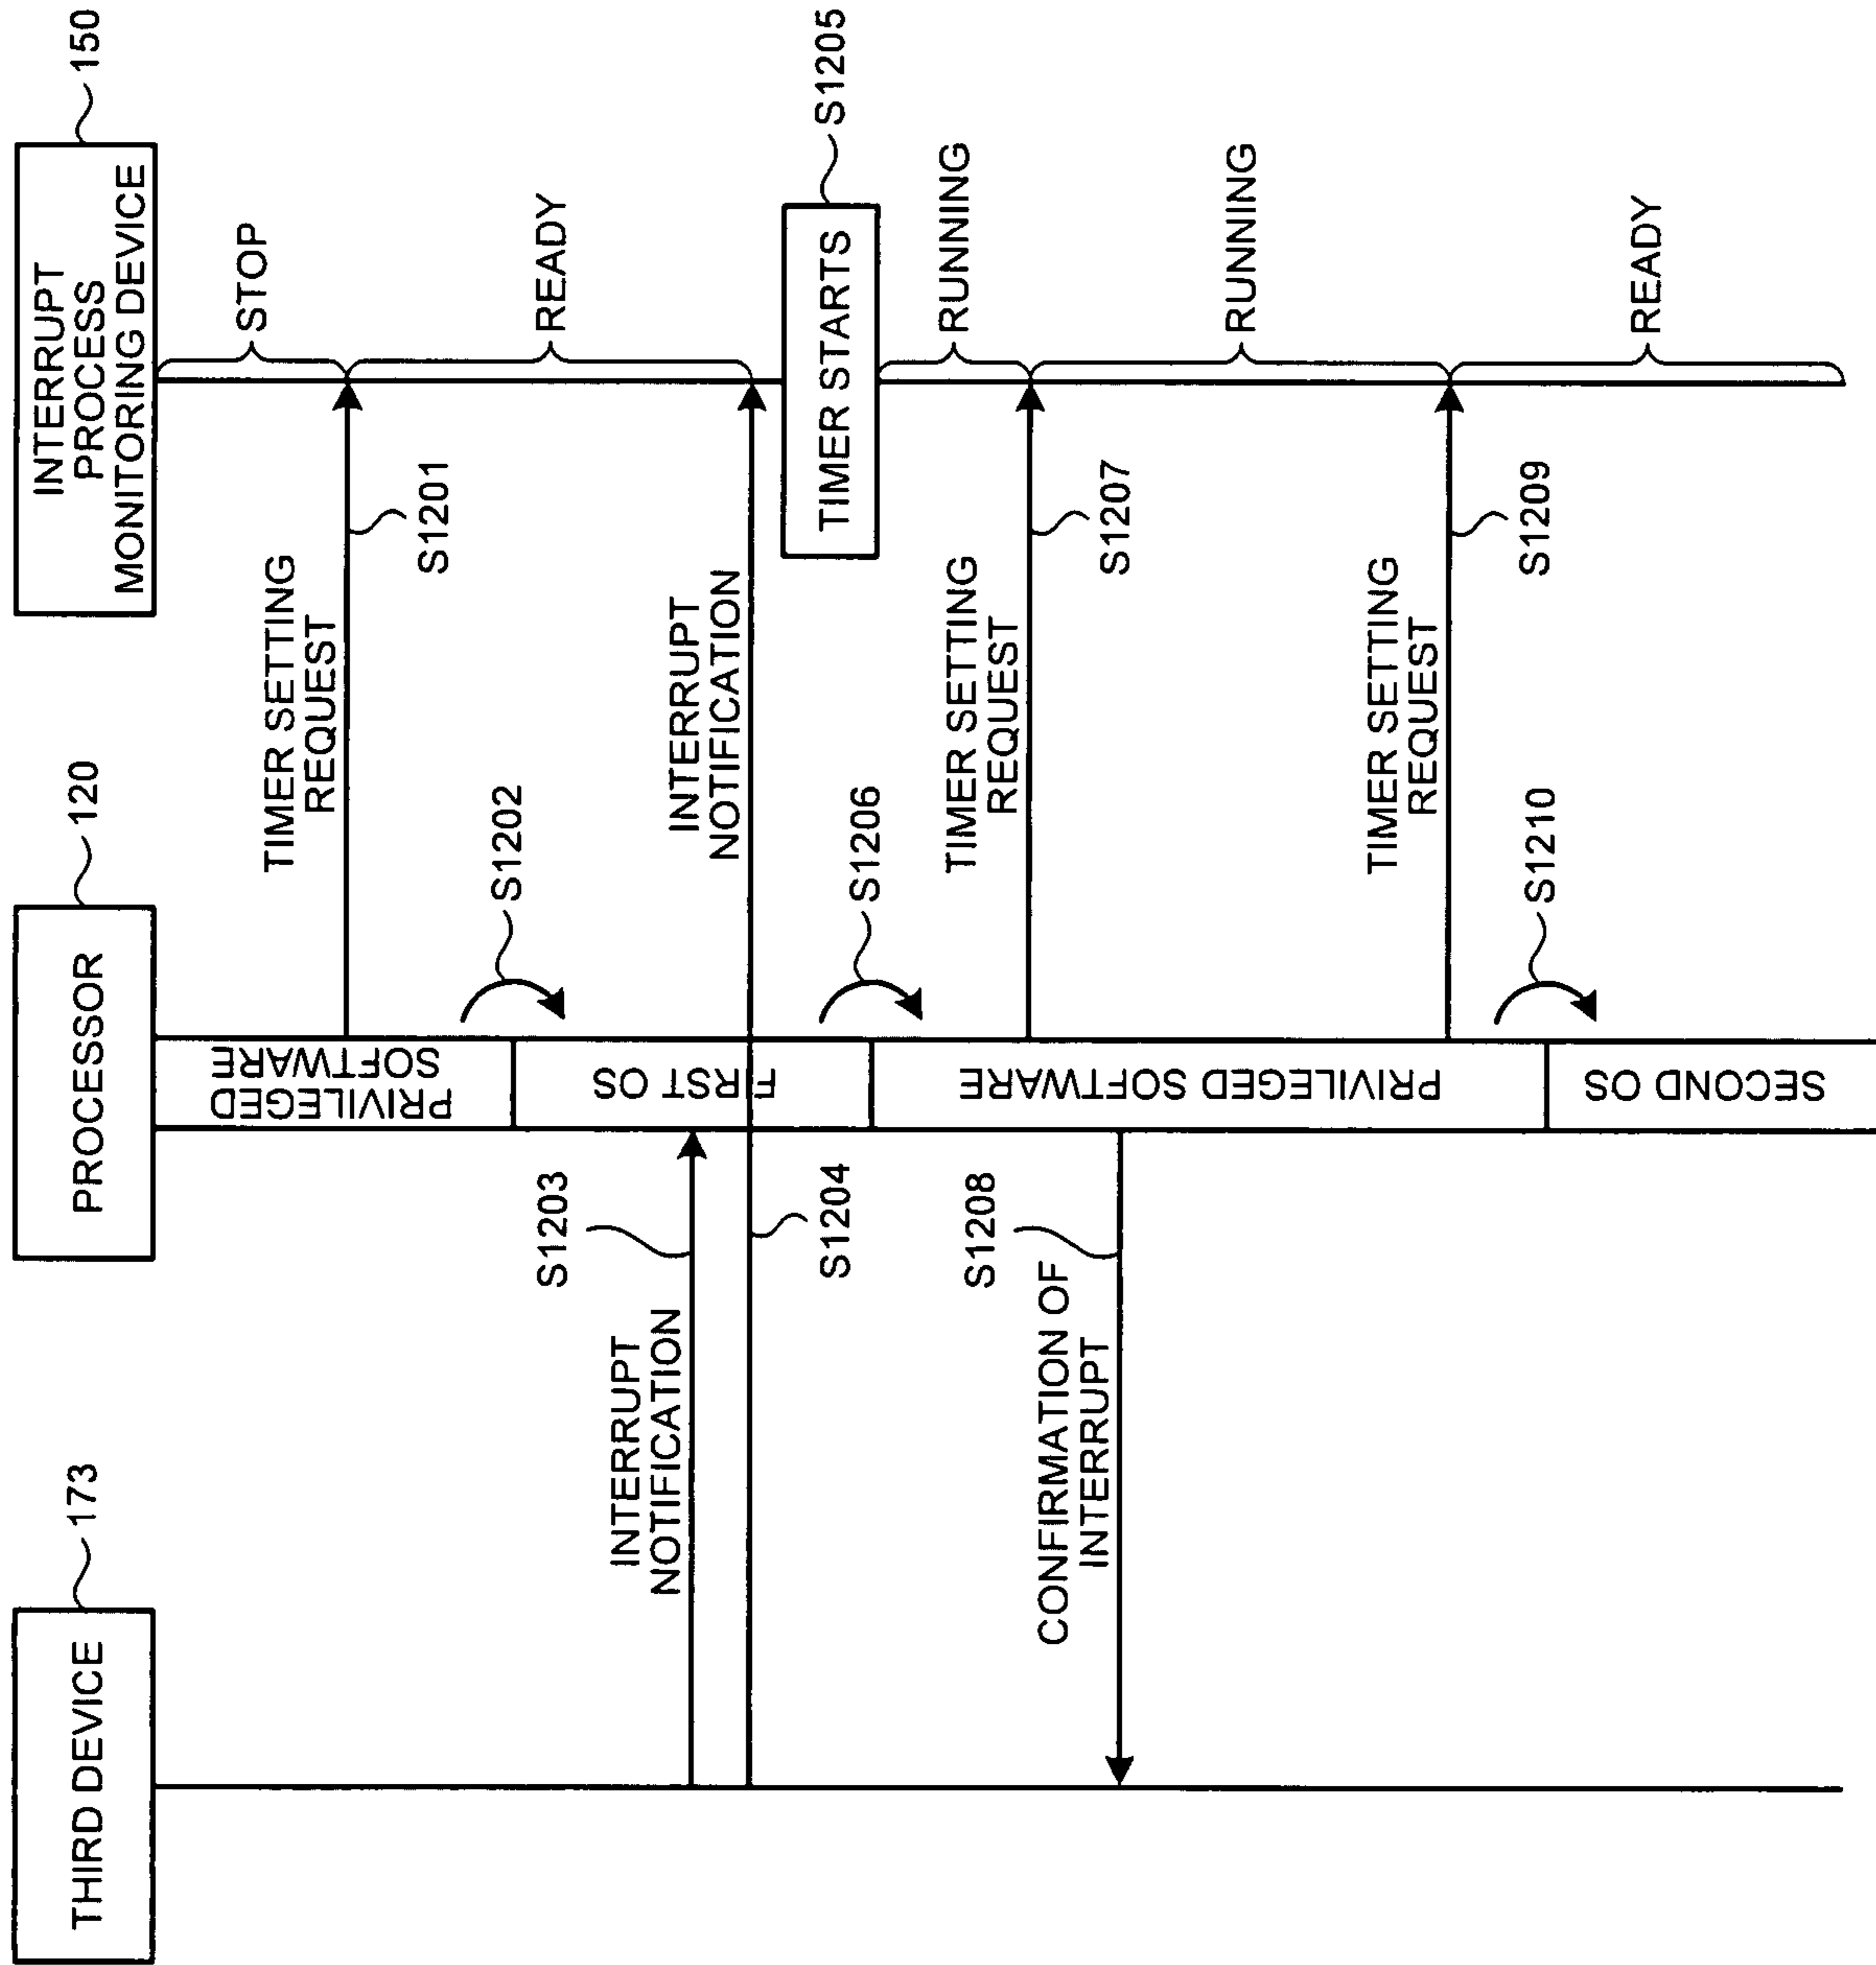 THIRD DEVICE
173
PROCESSOR
120
INTERRUPT
PROCESS
MONITORING DEVICE
150
PRIVILEGED
SOFTWARE
STOP
TIMER SETTING
REQUEST
S1201
READY
S1202
FIRST OS
INTERRUPT
NOTIFICATION
S1203
INTERRUPT
NOTIFICATION
S1204
TIMER STARTS
S1205
S1206
PRIVILEGED SOFTWARE
RUNNING
TIMER SETTING
REQUEST
S1207
CONFIRMATION OF
INTERRUPT
S1208
RUNNING
TIMER SETTING
REQUEST
S1209
S1210
SECOND OS
READY